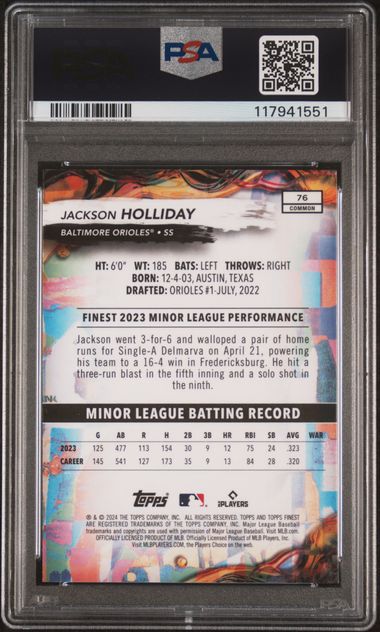 PSA
117941551
76
COMMON
JACKSON HOLLIDAY
BALTIMORE ORIOLES® • SS
HT: 6'0" WT: 185 BATS: LEFT THROWS: RIGHT
BORN: 12-4-03, AUSTIN, TEXAS
DRAFTED: ORIOLES #1-JULY, 2022
FINEST 2023 MINOR LEAGUE PERFORMANCE
Jackson went 3-for-6 and walloped a pair of home
runs for Single-A Delmarva on April 21, powering
his team to a 16-4 win in Fredericksburg. He hit a
three-run blast in the fifth inning and a solo shot in
the ninth.
MINOR LEAGUE BATTING RECORD
G AB R H 2B 3B HR RBI SB AVG WAR
2023 125 477 113 154 30 9 12 75 24 .323
CAREER 145 541 127 173 35 9 13 84 28 .320
Topps PLAYERS
® & © 2024 THE TOPPS COMPANY, INC. ALL RIGHTS RESERVED. TOPPS AND TOPPS FINEST
ARE REGISTERED TRADEMARKS OF THE TOPPS COMPANY, INC. Major League Baseball
trademarks and copyrights are used with permission of Major League Baseball. Visit MLB.com.
OFFICIALLY LICENSED PRODUCT OF MLB Players, Inc.
Visit MLBPLAYERS.com, the Players Choice on the web.